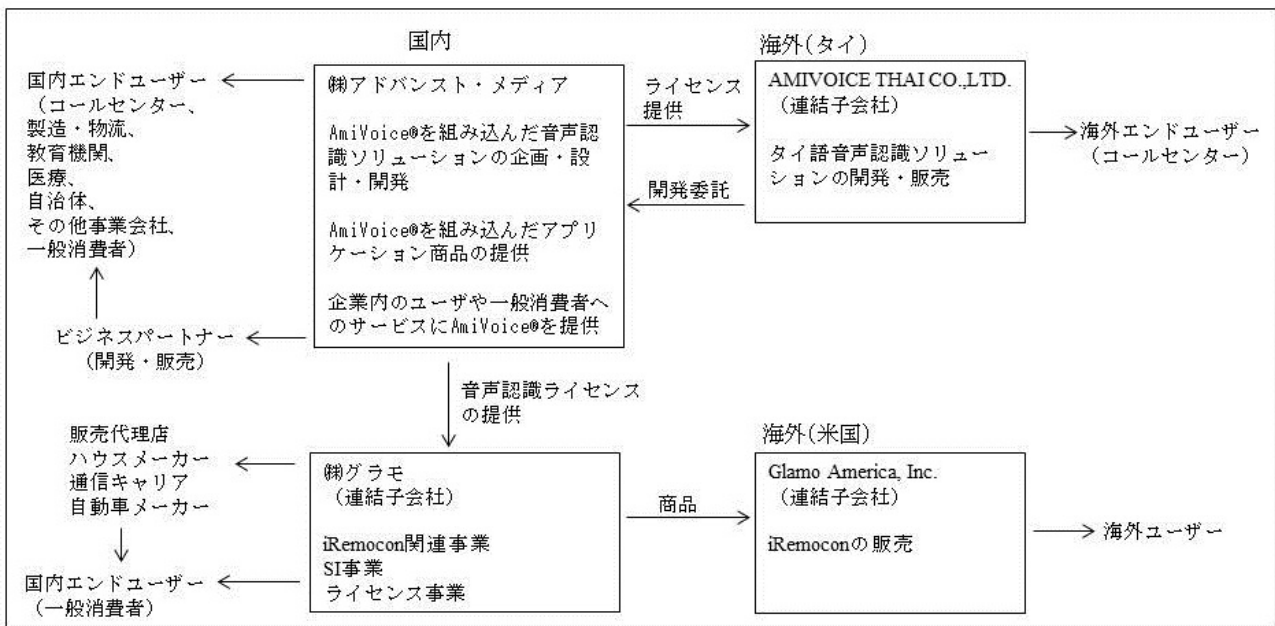 国内
国内エンドユーザー
(コールセンター、
製造・物流、
教育機関、
医療、
自治体、
その他事業会社、
一般消費者)
ビジネスパートナー
(開発・販売)
㈱アドバンスト・メディア
AmiVoice®を組み込んだ音声認
識ソリューションの企画・設
計・開発
AmiVoice®を組み込んだアプリ
ケーション商品の提供
企業内のユーザや一般消費者へ
のサービスにAmiVoice®を提供
ライセンス
提供
開発委託
海外(タイ)
AMIVOICE THAI CO.,LTD.
(連結子会社)
タイ語音声認識ソリュー
ションの開発・販売
海外エンドユーザー
(コールセンター)
音声認識ライセンス
の提供
販売代理店
ハウスメーカー
通信キャリア
自動車メーカー
国内エンドユーザー
(一般消費者)
㈱グラモ
(連結子会社)
iRemocon関連事業
SI事業
ライセンス事業
商品
海外(米国)
Glamo America, Inc.
(連結子会社)
iRemoconの販売
海外ユーザー